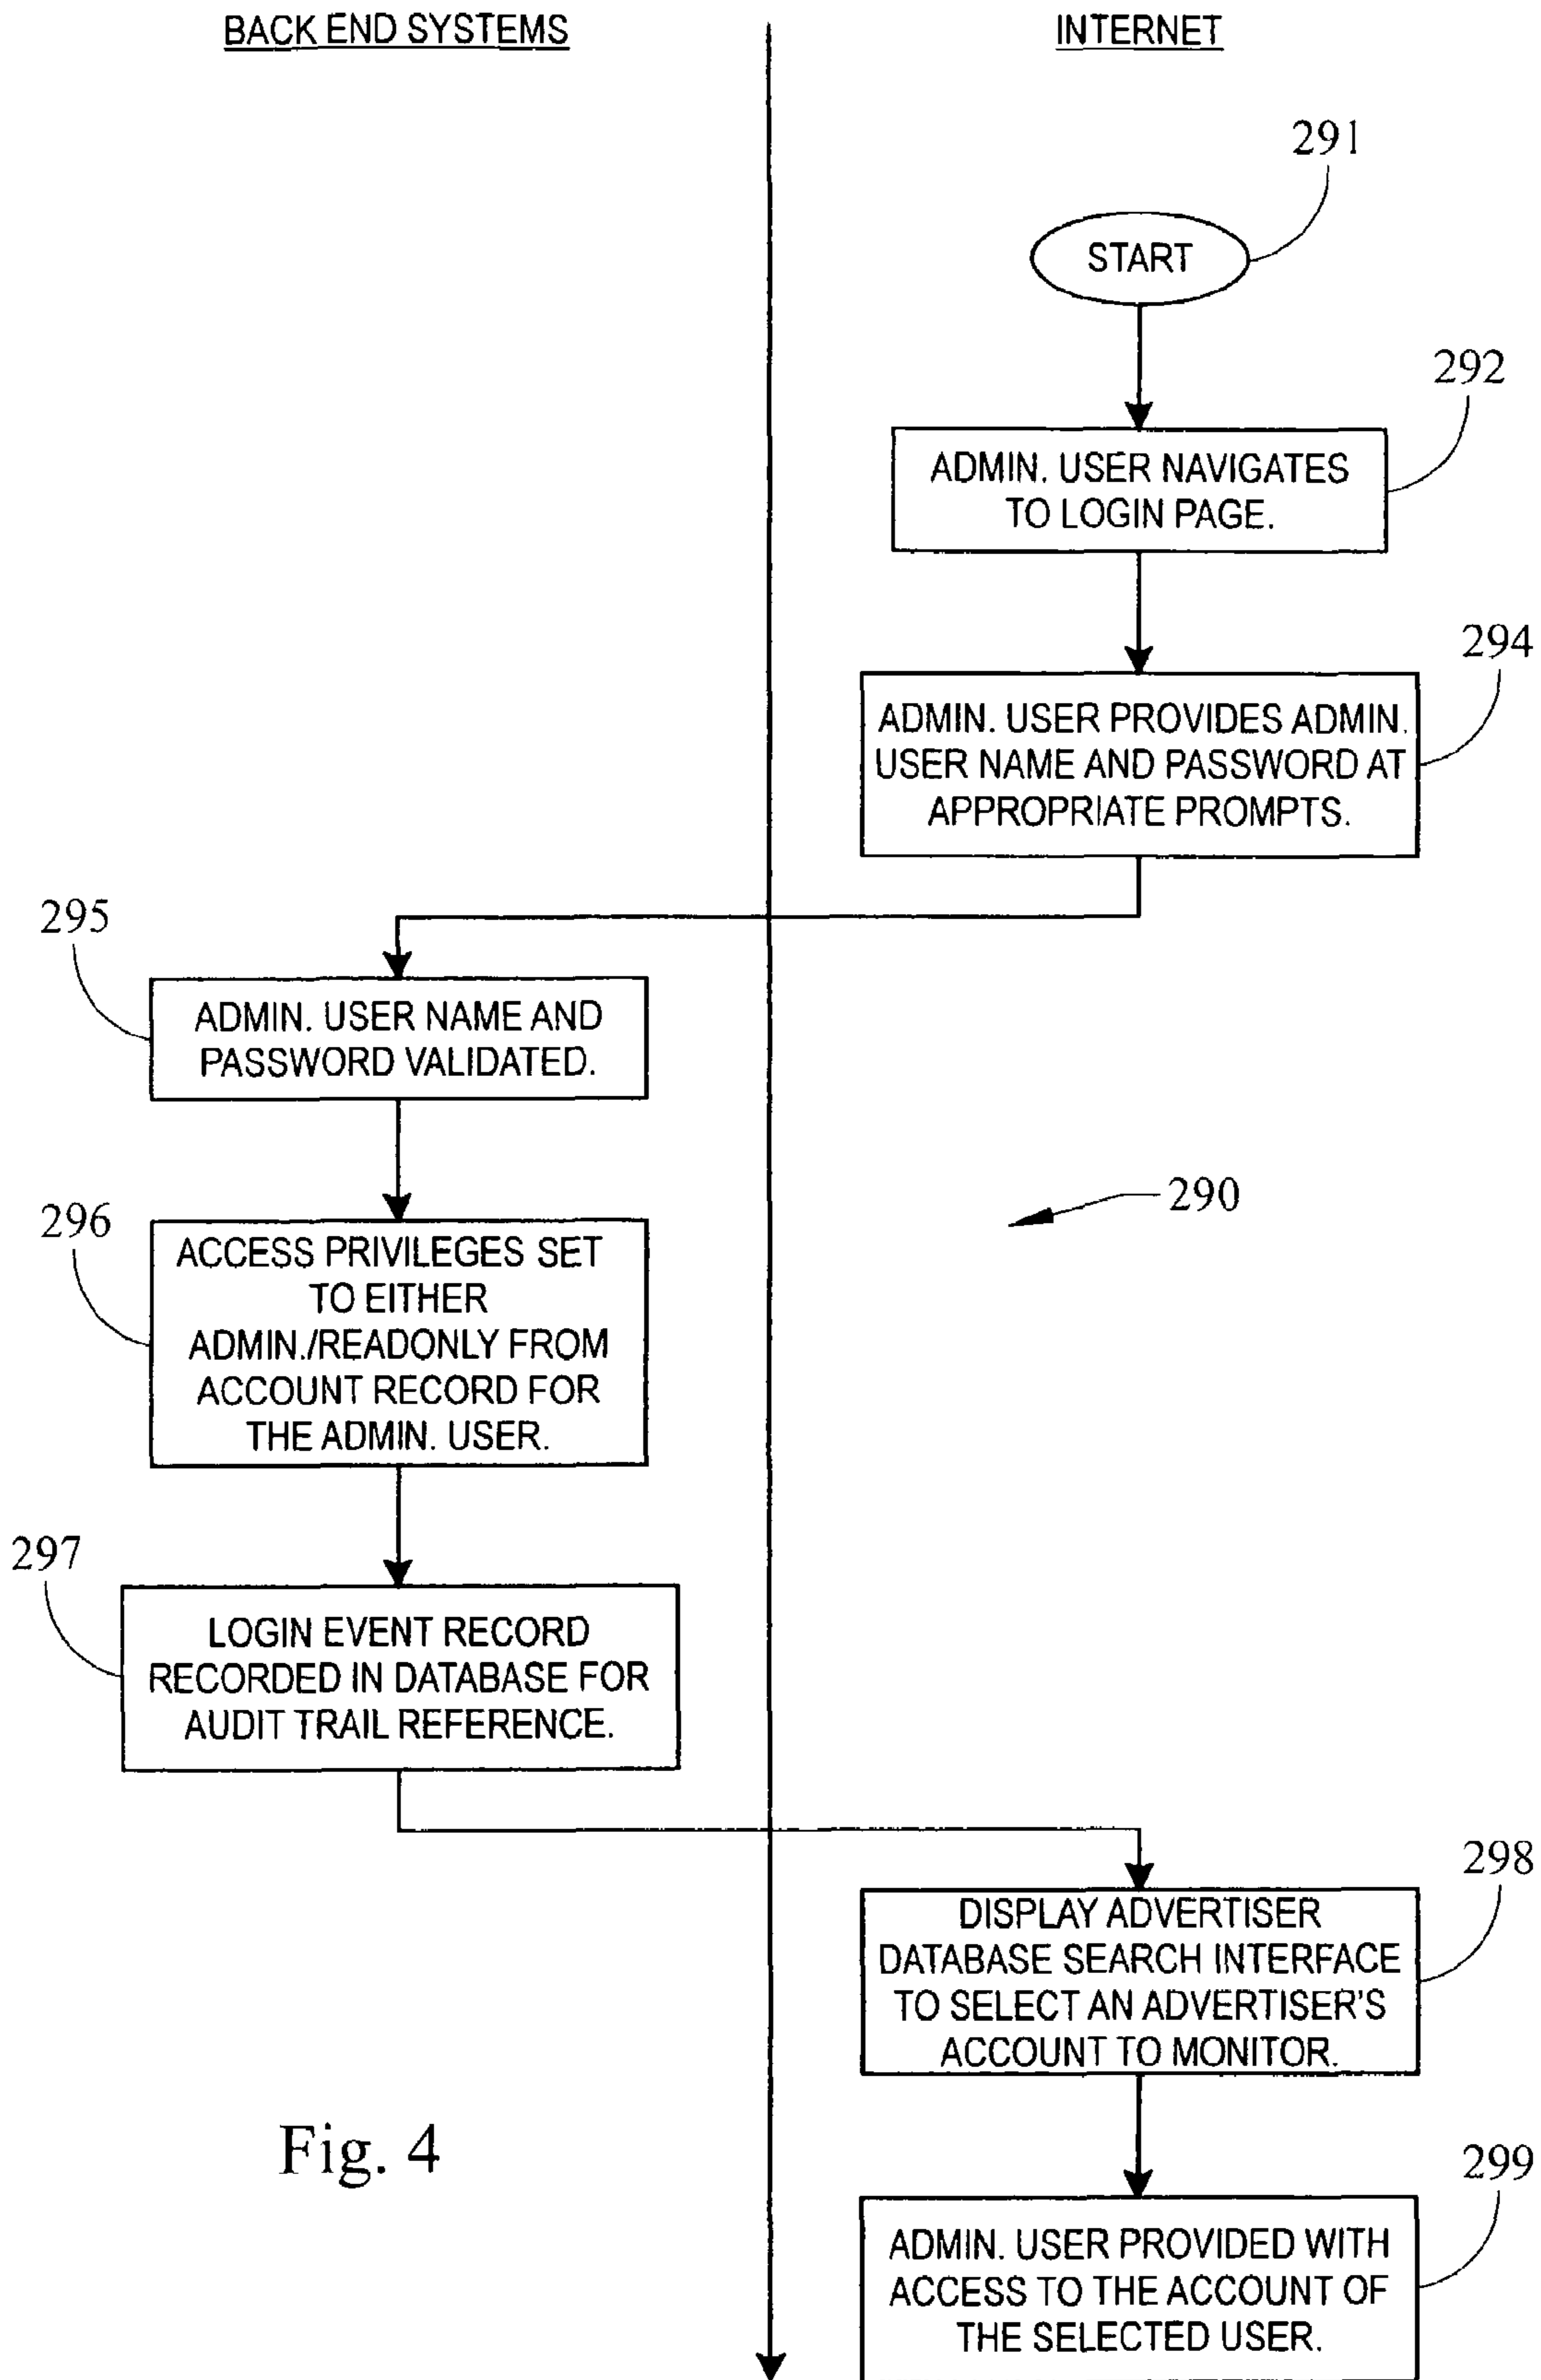 BACK END SYSTEMS
INTERNET
291
START
292
ADMIN. USER NAVIGATES
TO LOGIN PAGE.
294
ADMIN. USER PROVIDES ADMIN.
USER NAME AND PASSWORD AT
APPROPRIATE PROMPTS.
295
ADMIN. USER NAME AND
PASSWORD VALIDATED.
290
296
ACCESS PRIVILEGES SET
TO EITHER
ADMIN./READONLY FROM
ACCOUNT RECORD FOR
THE ADMIN. USER.
297
LOGIN EVENT RECORD
RECORDED IN DATABASE FOR
AUDIT TRAIL REFERENCE.
298
DISPLAY ADVERTISER
DATABASE SEARCH INTERFACE
TO SELECT AN ADVERTISER'S
ACCOUNT TO MONITOR.
Fig. 4
299
ADMIN. USER PROVIDED WITH
ACCESS TO THE ACCOUNT OF
THE SELECTED USER.